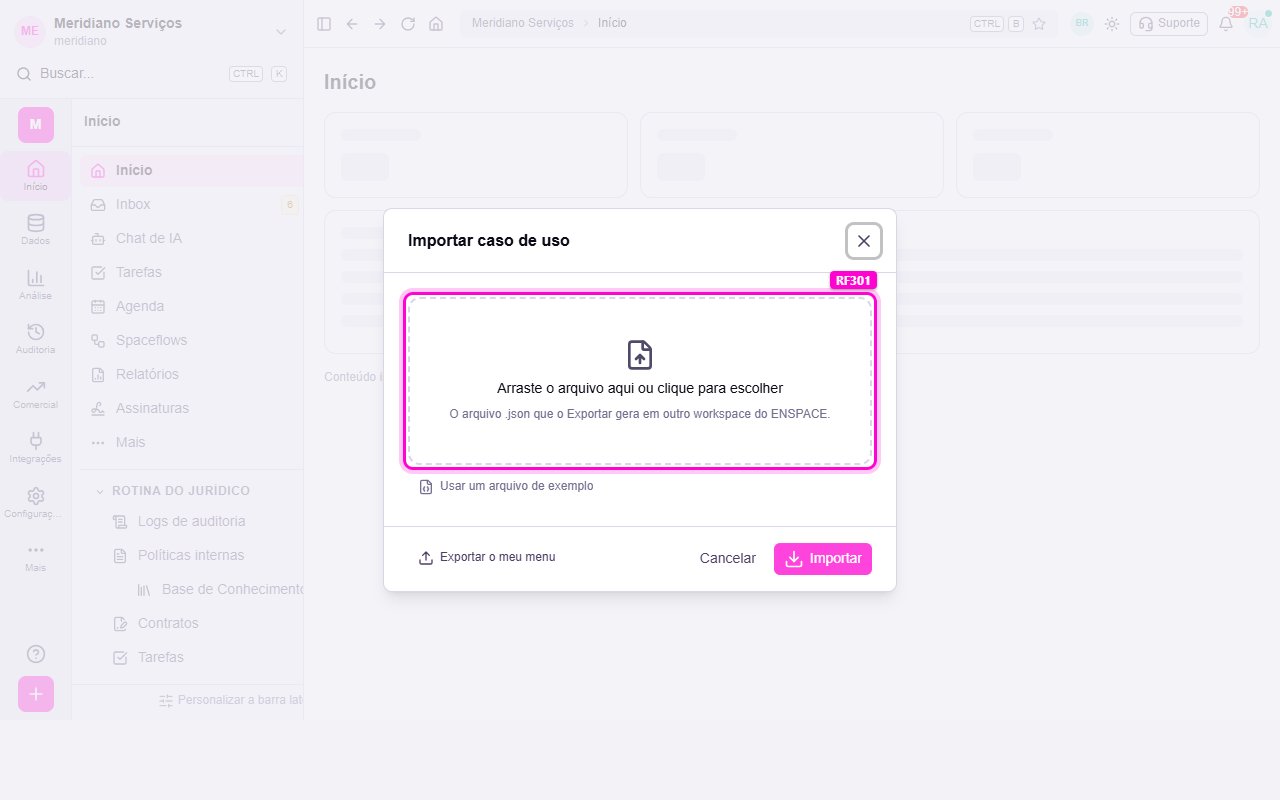 ME
Meridiano Serviços
meridiano
Buscar...
CTRL
K
M
Início
Dados
Análise
Auditoria
Comercial
Integrações
Configuraç...
Mais
Início
Início
Inbox
6
Chat de IA
Tarefas
Agenda
Spaceflows
Relatórios
Assinaturas
Mais
ROTINA DO JURÍDICO
Logs de auditoria
Políticas internas
Base de Conhecimento
Contratos
Tarefas
Personalizar a barra late
Meridiano Serviços
Início
CTRL
B
BR
Suporte
99+
RA
Início
Conteúdo
Importar caso de uso
RF301
Arraste o arquivo aqui ou clique para escolher
O arquivo .json que o Exportar gera em outro workspace do ENSPACE.
Usar um arquivo de exemplo
Exportar o meu menu
Cancelar
Importar